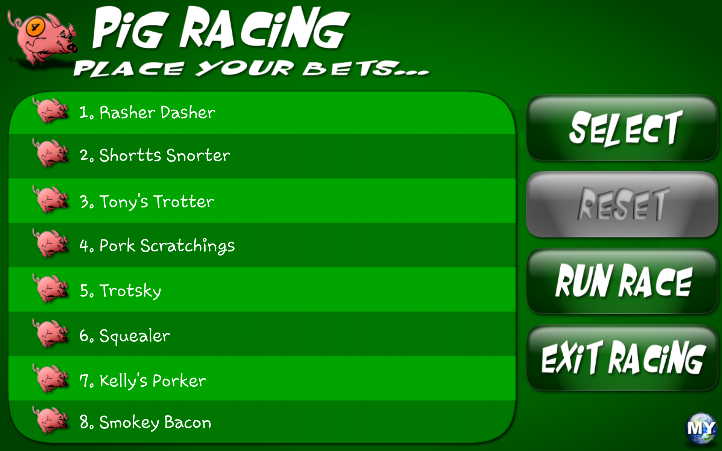 4
PiG RACiNG
PLACE YOUR BETS...
1. Rasher Dasher
2. Shortts Snorter
3. Tony's Trotter
4. Pork Scratchings
5. Trotsky
6. Squealer
7. Kelly's Porker
8. Smokey Bacon
SELECT
RESET
RUN RACE
EXiT RACiNG
MY